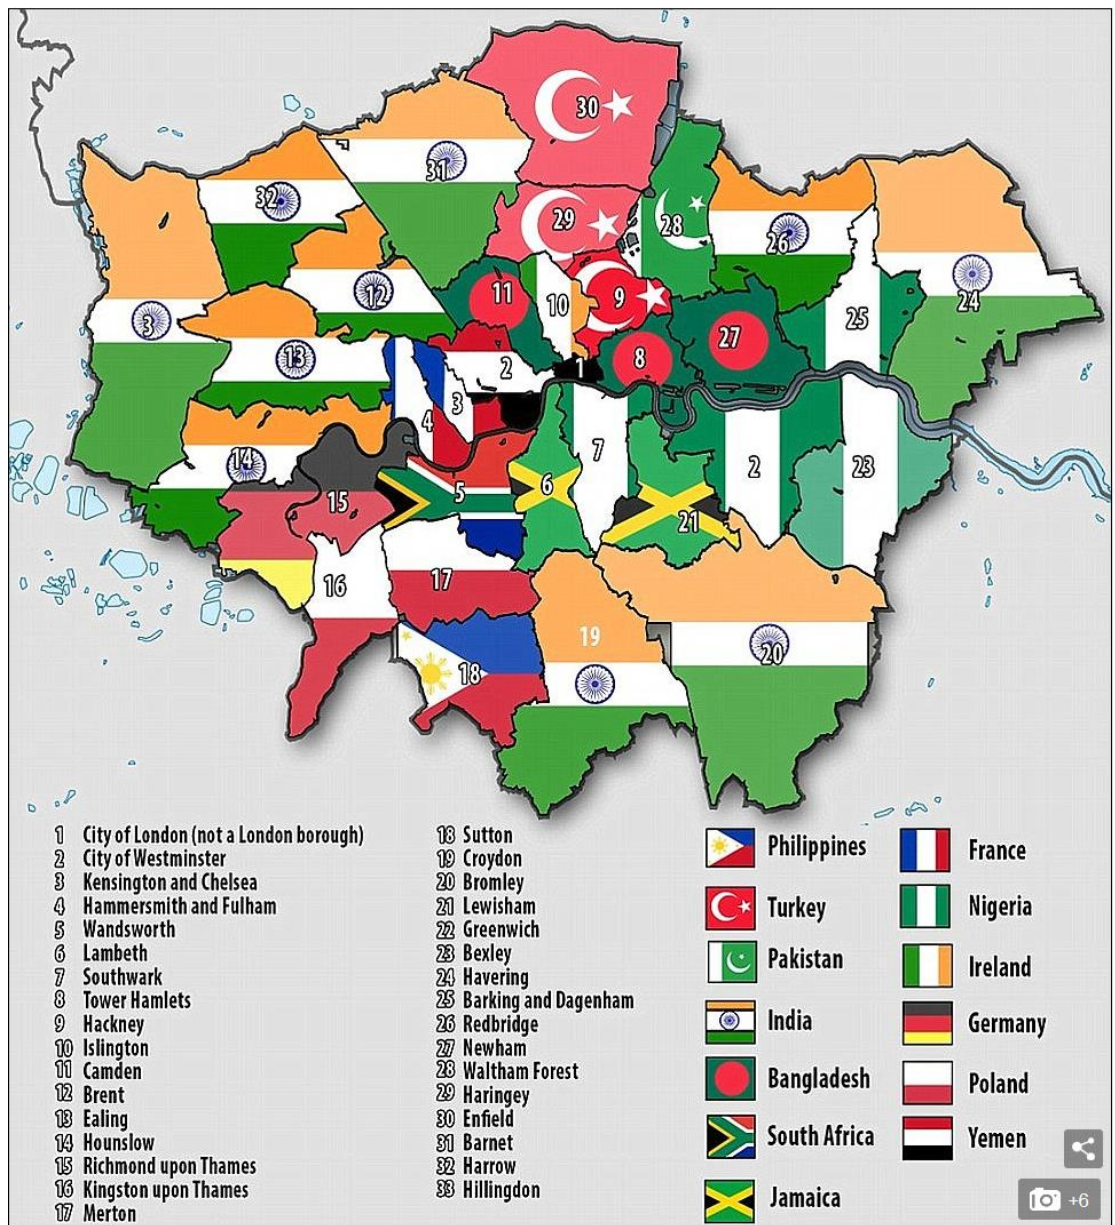 30
31
32
29
28
26
12
11
10
9
24
3
25
27
13
8
2
1
3
4
7
14
2
23
6
5
15
21
17
16
19
20
18
1 City of London (not a London borough)
2 City of Westminster
3 Kensington and Chelsea
4 Hammersmith and Fulham
5 Wandsworth
6 Lambeth
7 Southwark
8 Tower Hamlets
9 Hackney
10 Islington
11 Camden
12 Brent
13 Ealing
14 Hounslow
15 Richmond upon Thames
16 Kingston upon Thames
17 Merton
18 Sutton
19 Croydon
20 Bromley
21 Lewisham
22 Greenwich
23 Bexley
24 Havering
25 Barking and Dagenham
26 Redbridge
27 Newham
28 Waltham Forest
29 Haringey
30 Enfield
31 Barnet
32 Harrow
33 Hillingdon
Philippines
Turkey
Pakistan
India
Bangladesh
South Africa
Jamaica
France
Nigeria
Ireland
Germany
Poland
Yemen
+6